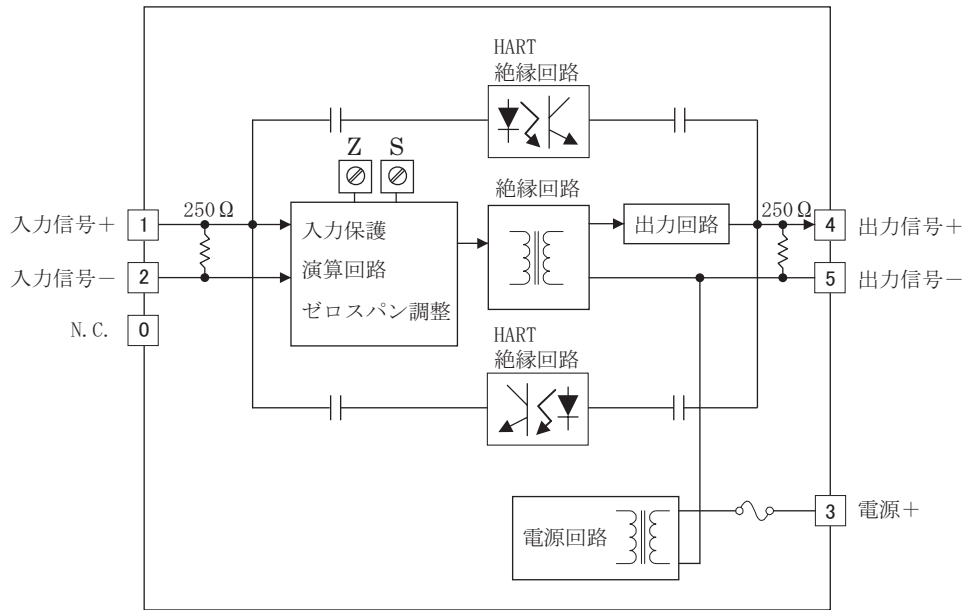 HART
絶縁回路
Z S
絶縁回路
250Ω
入力信号+ 1
入力保護
出力回路
250Ω
4 出力信号+
入力信号− 2
演算回路
5 出力信号−
N.C. 0
ゼロスパン調整
HART
絶縁回路
電源回路
3 電源+